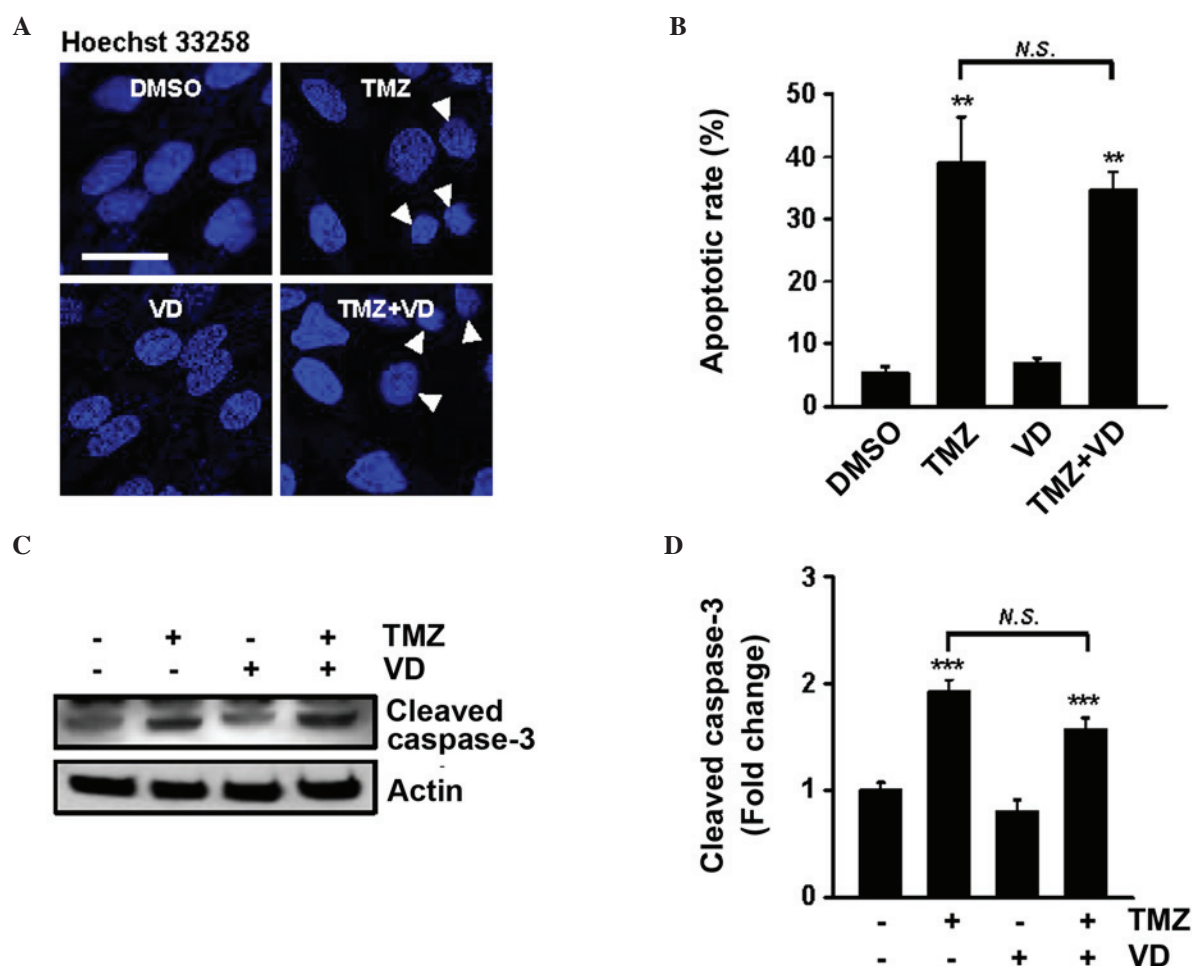 A
Hoechst 33258
DMSO
TMZ
VD
TMZ+VD
B
N.S.
**
**
Apoptotic rate (%)
50
40
30
20
10
0
DMSO
TMZ
VD
TMZ+VD
C
- + - + TMZ
- - + + VD
Cleaved
caspase-3
Actin
D
N.S.
***
***
Cleaved caspase-3
(Fold change)
3
2
1
0
- + - + TMZ
- - + + VD